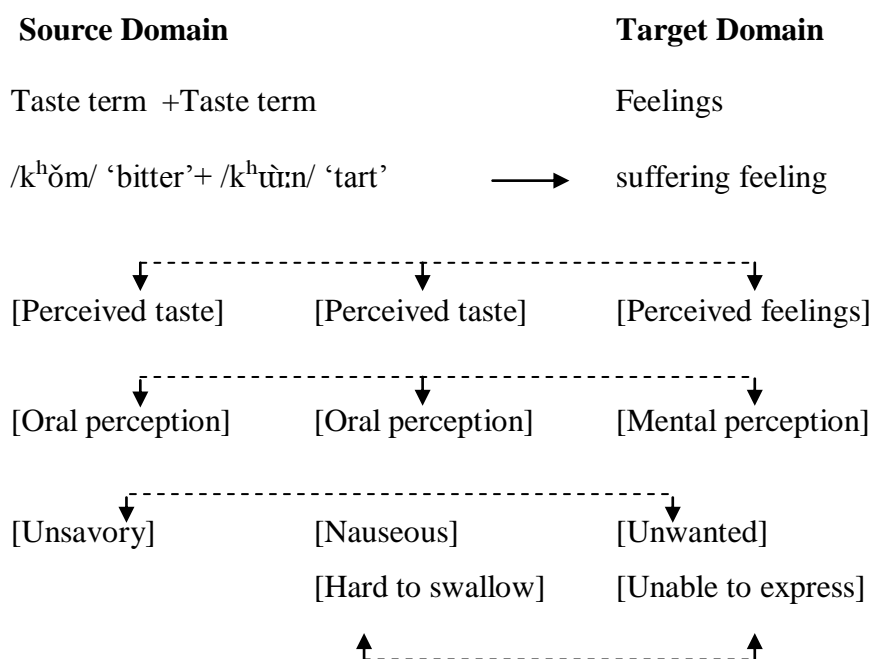 Source Domain Target Domain
Taste term +Taste term Feelings
/kʰǒm/ ‘bitter’+ /kʰɯ̀ːn/ ‘tart’ suffering feeling
[Perceived taste] [Perceived taste] [Perceived feelings]
[Oral perception] [Oral perception] [Mental perception]
[Unsavory] [Nauseous] [Unwanted]
[Hard to swallow] [Unable to express]